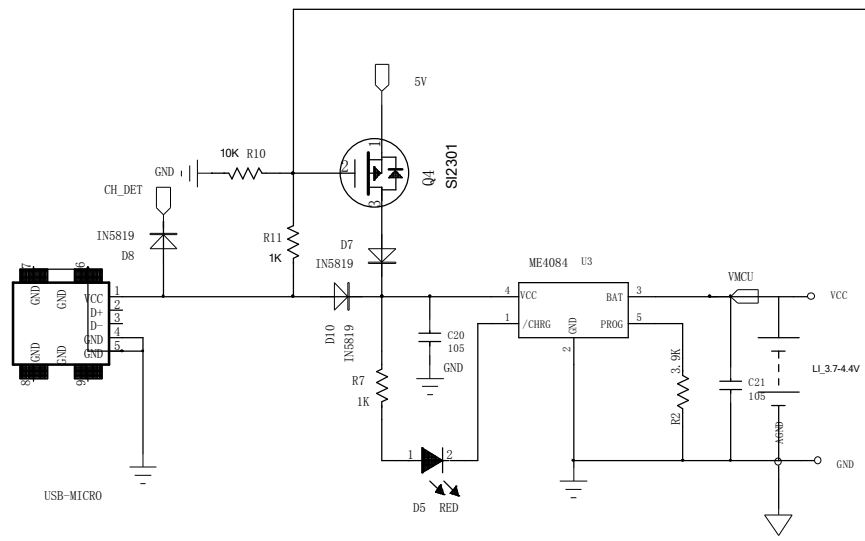 5V
1
10K R10
GND
2
Q4
SI2301
CH_DET
3
R11
1K
D7
IN5819
IN5819
D8
ME4084 U3
7
6
GND
GND
VCC
1
D+
2
D-
3
GND
4
GND
5
GND
GND
8
9
D10
IN5819
4
VCC
BAT
3
1
/CHRG
PROG
5
GND
2
VMCU
VCC
C20
105
GND
3.9K
R2
C21
105
LI_3.7-4.4V
AGND
R7
1K
1
2
D5 RED
GND
USB-MICRO